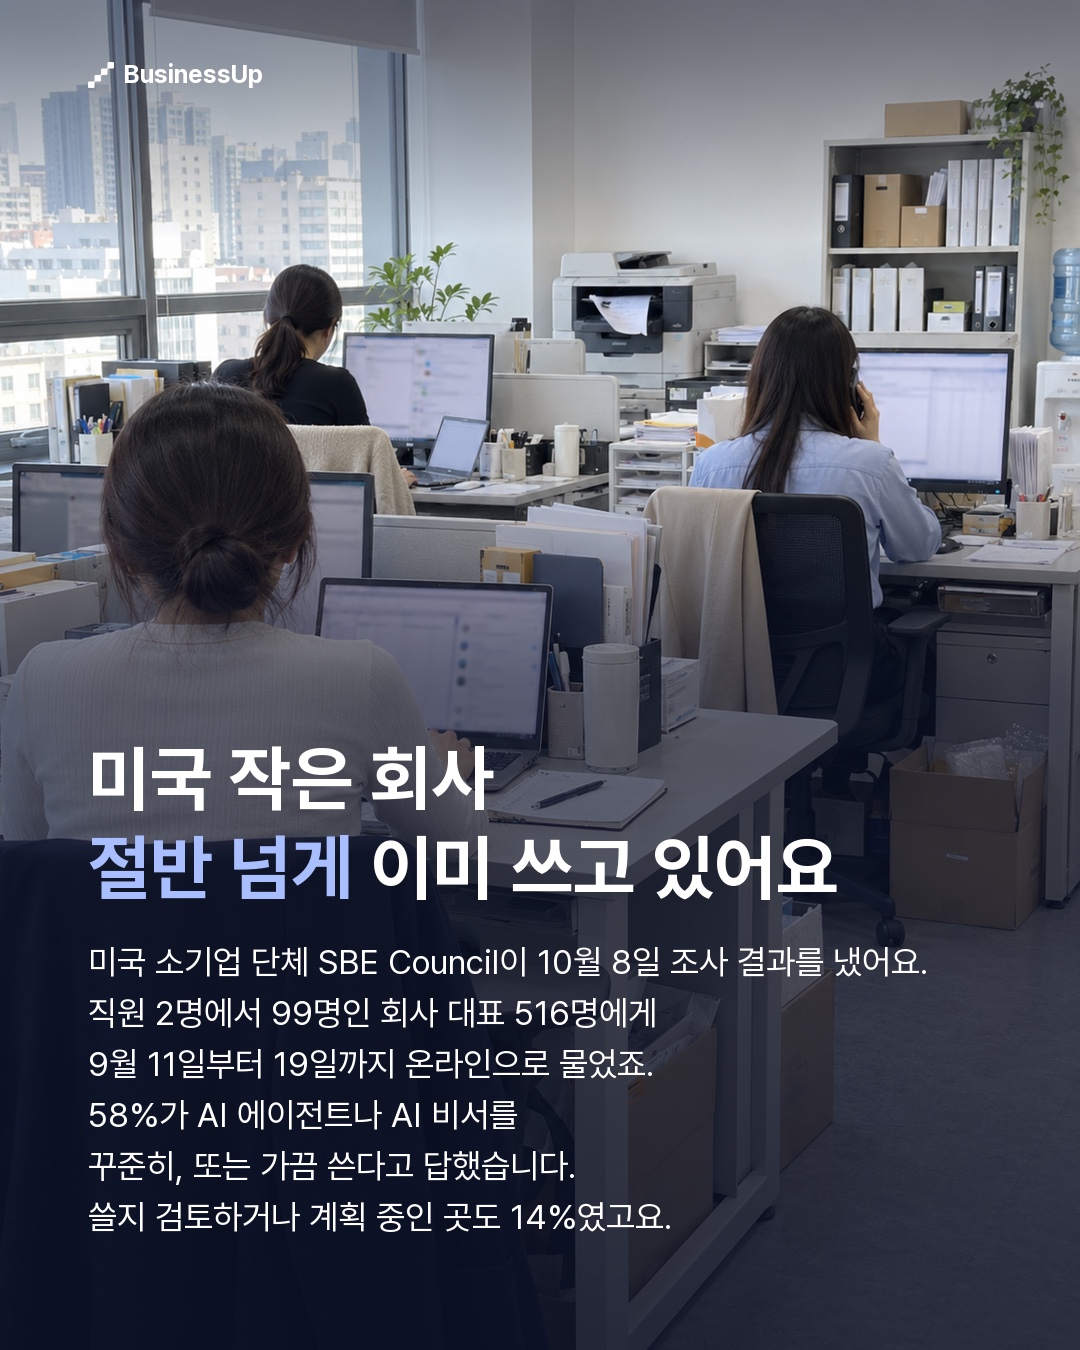 BusinessUp
미국 작은 회사
절반 넘게 이미 쓰고 있어요
미국 소기업 단체 SBE Council이 10월 8일 조사 결과를 냈어요.
직원 2명에서 99명인 회사 대표 516명에게
9월 11일부터 19일까지 온라인으로 물었죠.
58%가 AI 에이전트나 AI 비서를
꾸준히, 또는 가끔 쓴다고 답했습니다.
쓸지 검토하거나 계획 중인 곳도 14%였고요.